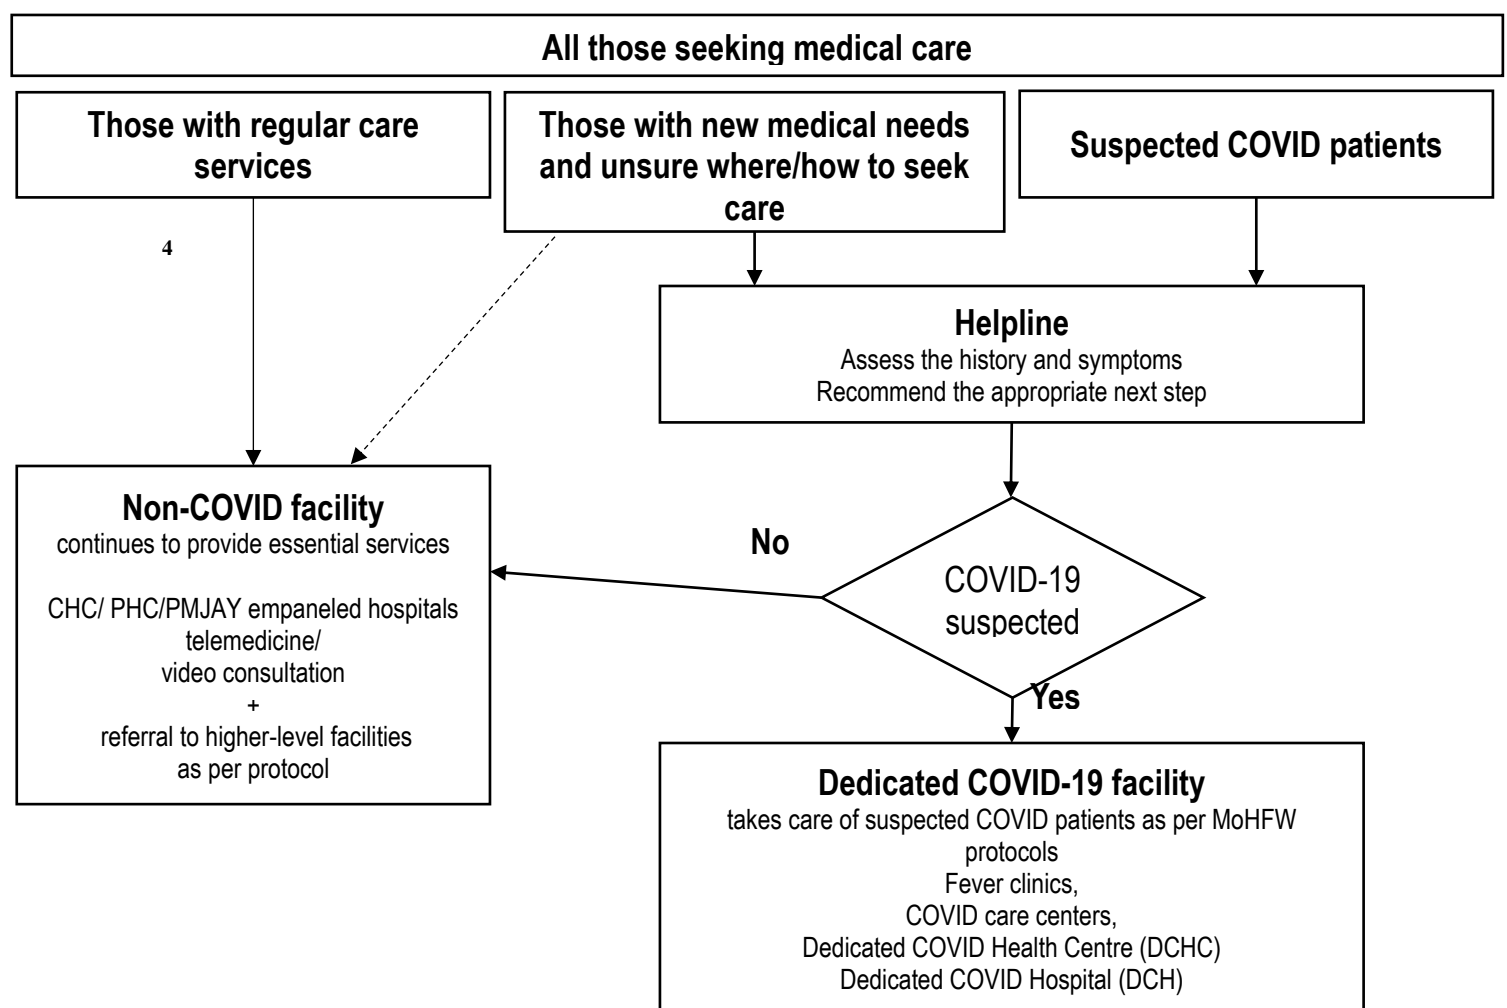 All those seeking medical care
Those with regular care
services
Those with new medical needs
and unsure where/how to seek
care
Suspected COVID patients
4
Helpline
Assess the history and symptoms
Recommend the appropriate next step
Non-COVID facility
continues to provide essential services
CHC/ PHC/PMJAY empaneled hospitals
telemedicine/
video consultation
+
referral to higher-level facilities
as per protocol
No
COVID-19
suspected
Yes
Dedicated COVID-19 facility
takes care of suspected COVID patients as per MoHFW
protocols
Fever clinics,
COVID care centers,
Dedicated COVID Health Centre (DCHC)
Dedicated COVID Hospital (DCH)